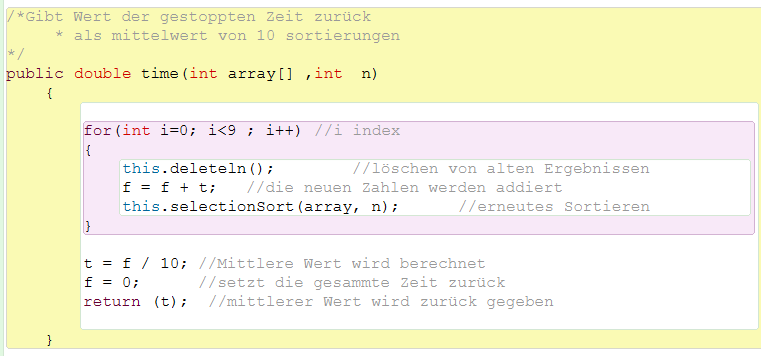 /*Gibt Wert der gestoppten Zeit zurück
* als mittelwert von 10 sortierungen
*/
public double time(int array[] ,int  n)
{
for(int i=0; i<9 ; i++) //i index
{
this.deleteln();        //löschen von alten Ergebnissen
f = f + t;   //die neuen Zahlen werden addiert
this.selectionSort(array, n);      //erneutes Sortieren
}
t = f / 10; //Mittlere Wert wird berechnet
f = 0;      //setzt die gesammte Zeit zurück
return (t);  //mittlerer Wert wird zurück gegeben
}